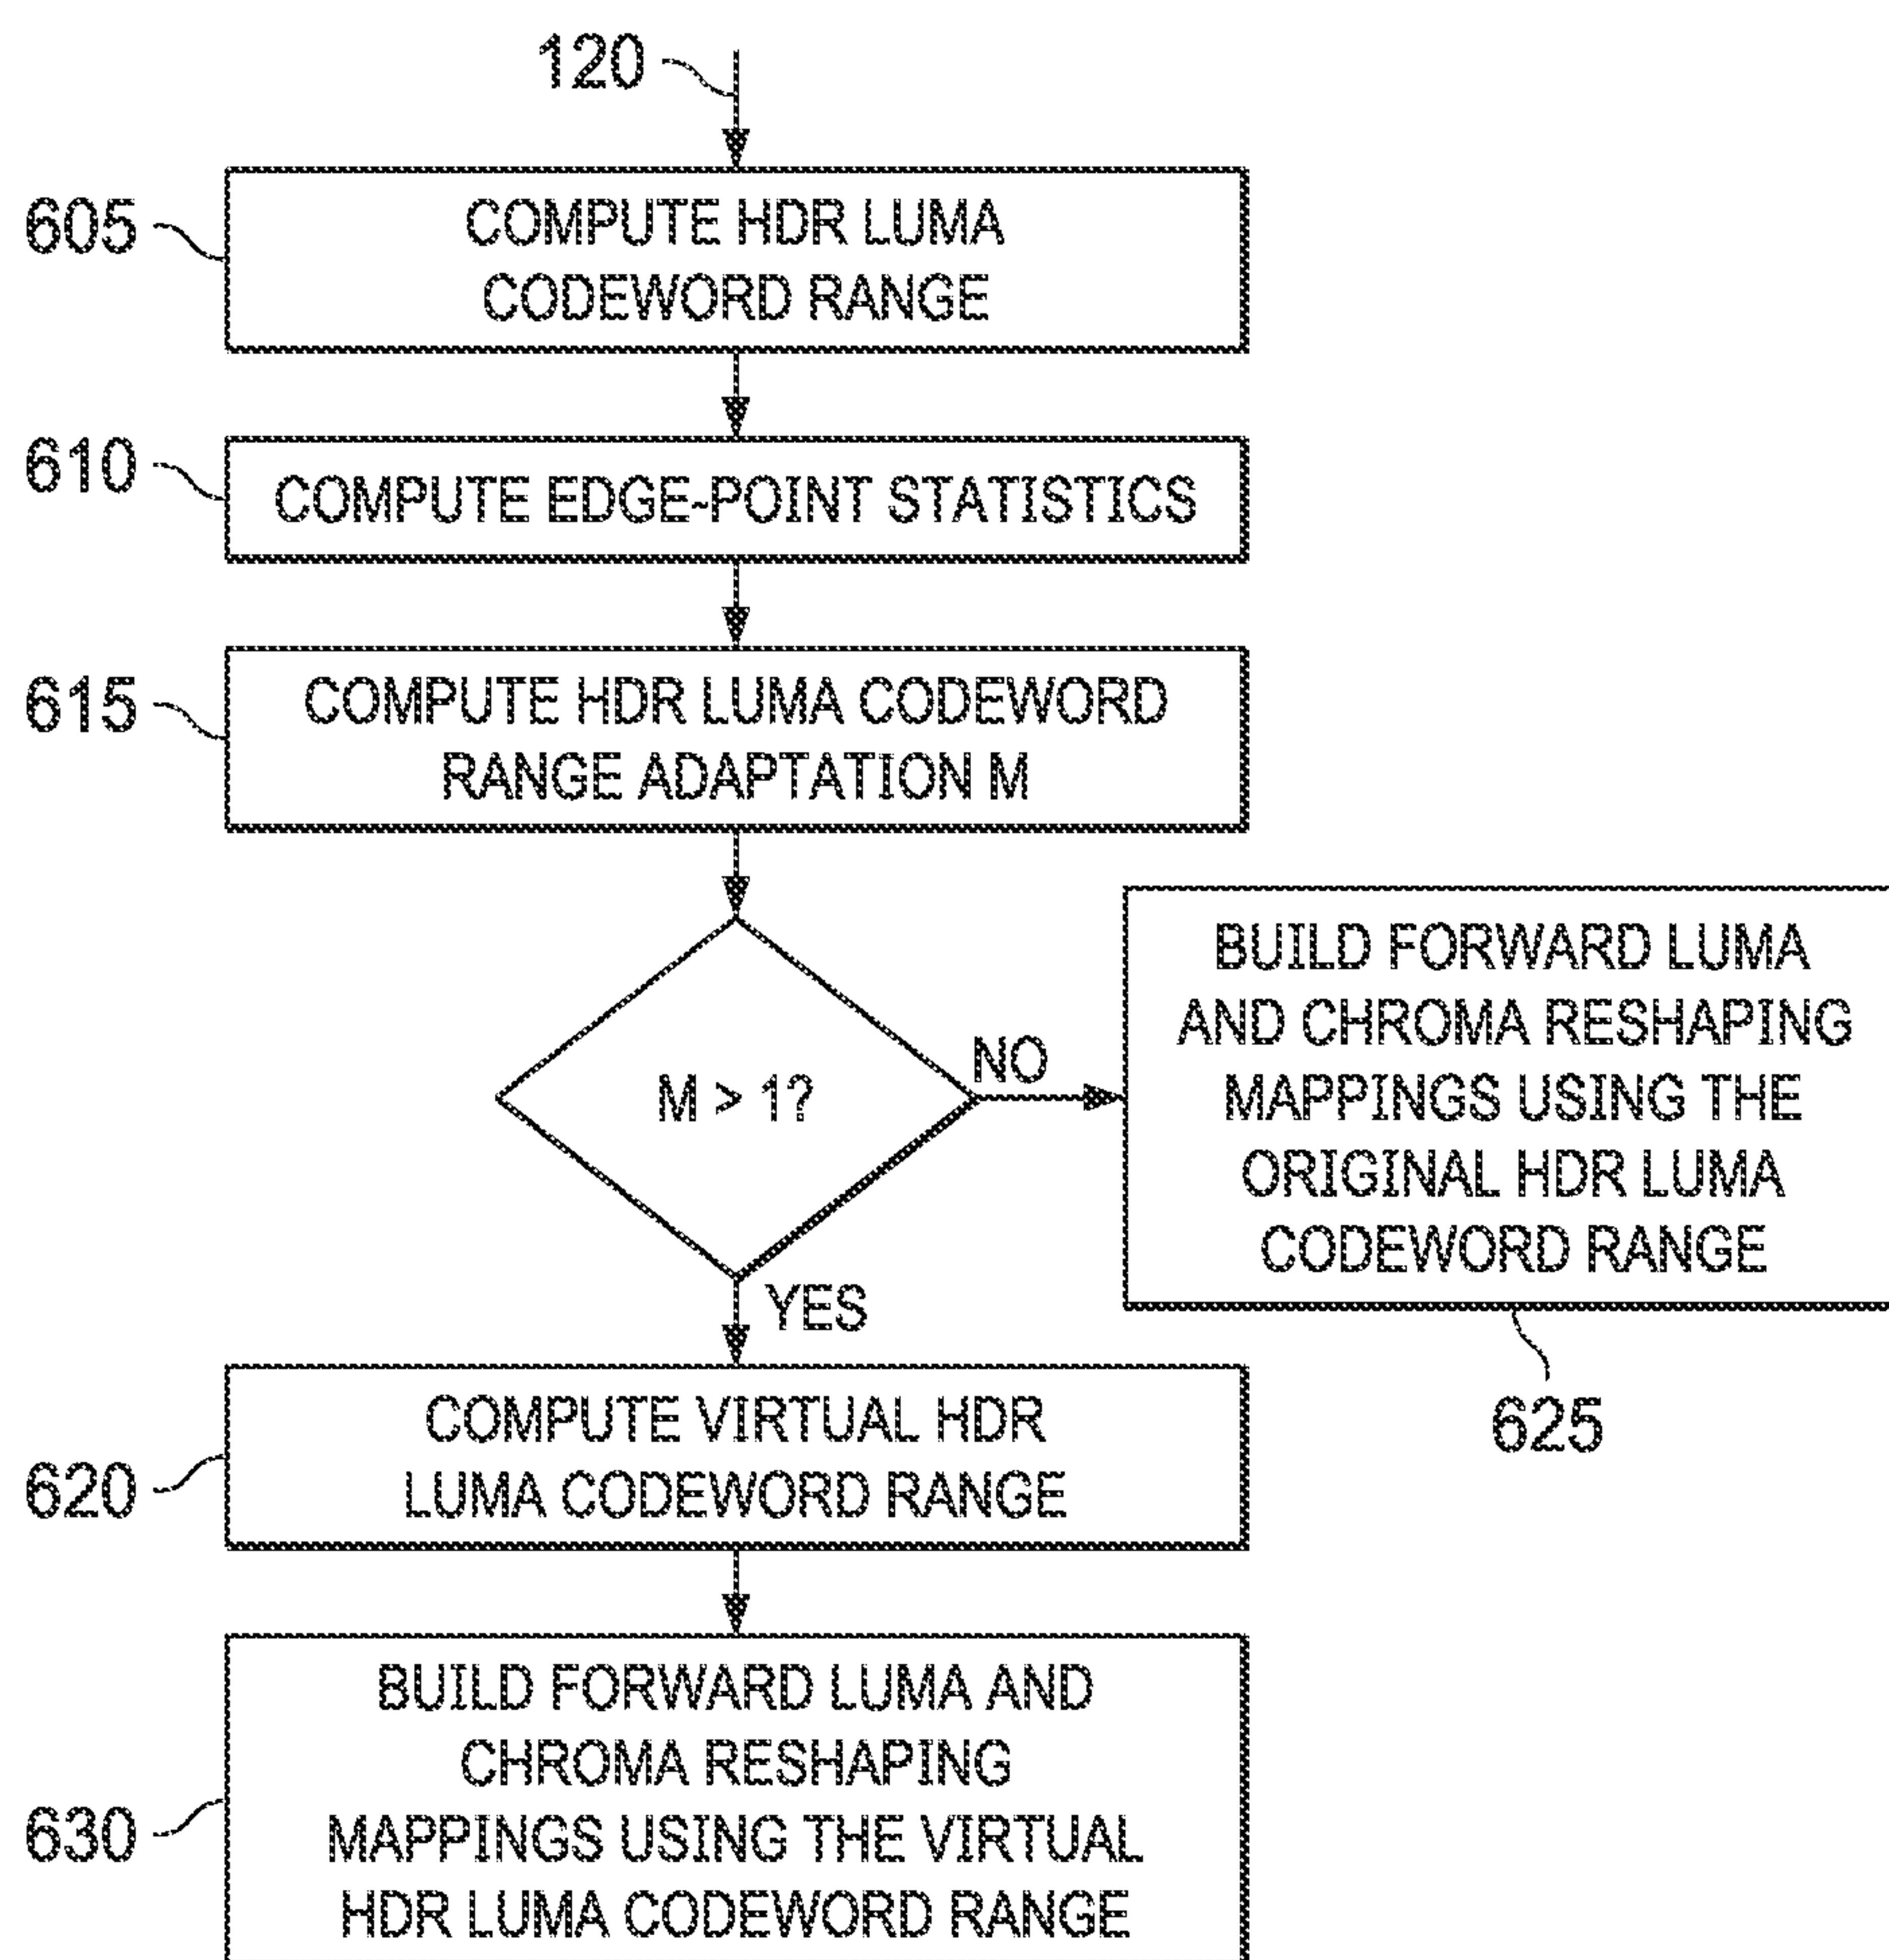 120
605
COMPUTE HDR LUMA
CODEWORD RANGE
610
COMPUTE EDGE-POINT STATISTICS
615
COMPUTE HDR LUMA CODEWORD
RANGE ADAPTATION M
M > 1?
NO
BUILD FORWARD LUMA
AND CHROMA RESHAPING
MAPPINGS USING THE
ORIGINAL HDR LUMA
CODEWORD RANGE
625
YES
620
COMPUTE VIRTUAL HDR
LUMA CODEWORD RANGE
630
BUILD FORWARD LUMA AND
CHROMA RESHAPING
MAPPINGS USING THE VIRTUAL
HDR LUMA CODEWORD RANGE